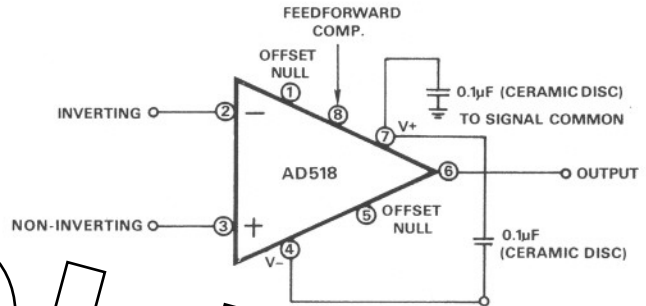 FEEDFORWARD
COMP.
OFFSET
NULL
1
8
0.1µF (CERAMIC DISC)
TO SIGNAL COMMON
INVERTING
2
−
7
V+
AD518
6
OUTPUT
NON-INVERTING
3
+
5
OFFSET
NULL
4
V−
0.1µF
(CERAMIC DISC)